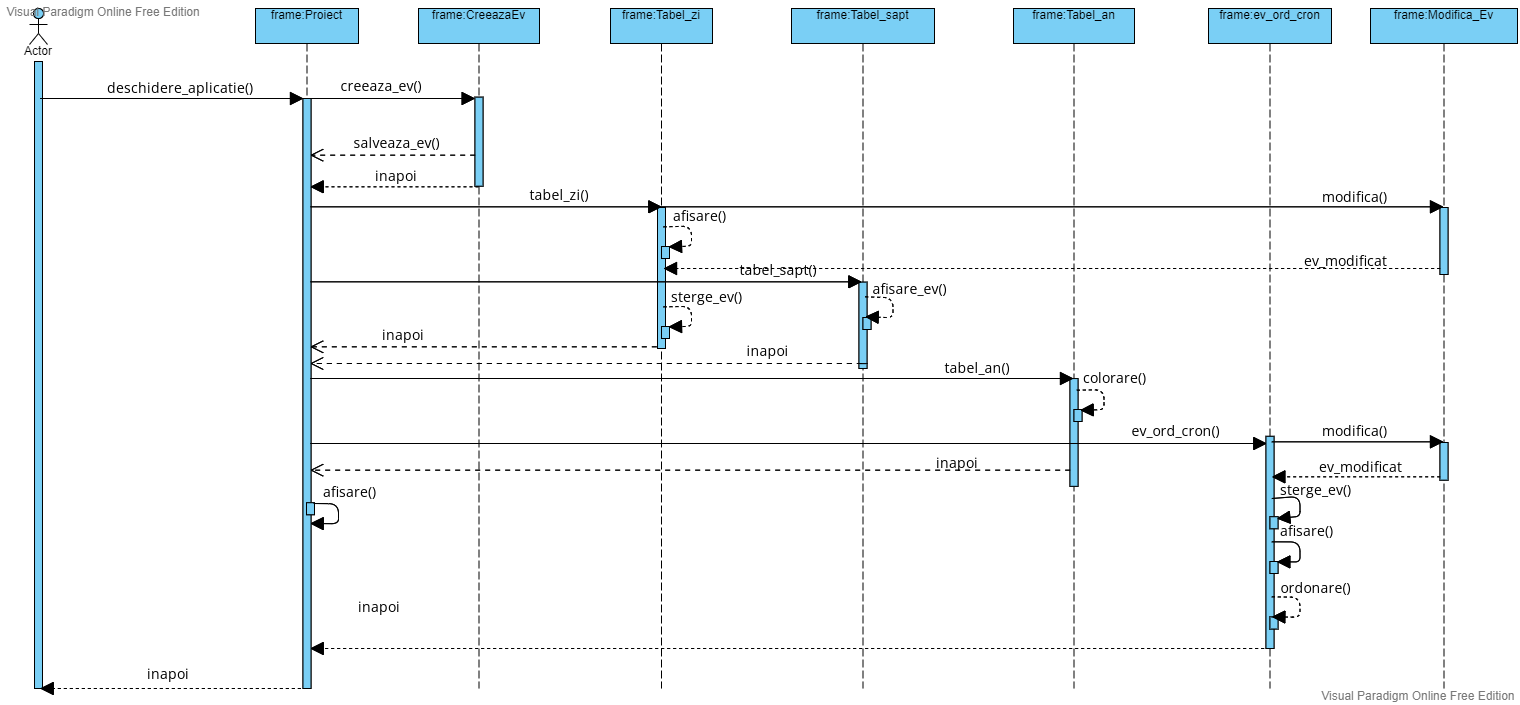 Visual Paradigm Online Free Edition
frame:Proiect
frame:CreeazaEv
frame:Tabel_zi
frame:Tabel_sapt
frame:Tabel_an
frame:ev_ord_cron
frame:Modifica_Ev
Actor
deschidere_aplicatie()
creeaza_ev()
salveaza_ev()
inapoi
tabel_zi()
modifica()
afisare()
ev_modificat
tabel_sapt()
afisare_ev()
sterge_ev()
inapoi
inapoi
tabel_an()
colorare()
ev_ord_cron()
modifica()
inapoi
ev_modificat
afisare()
sterge_ev()
afisare()
ordonare()
inapoi
inapoi
Visual Paradigm Online Free Edition